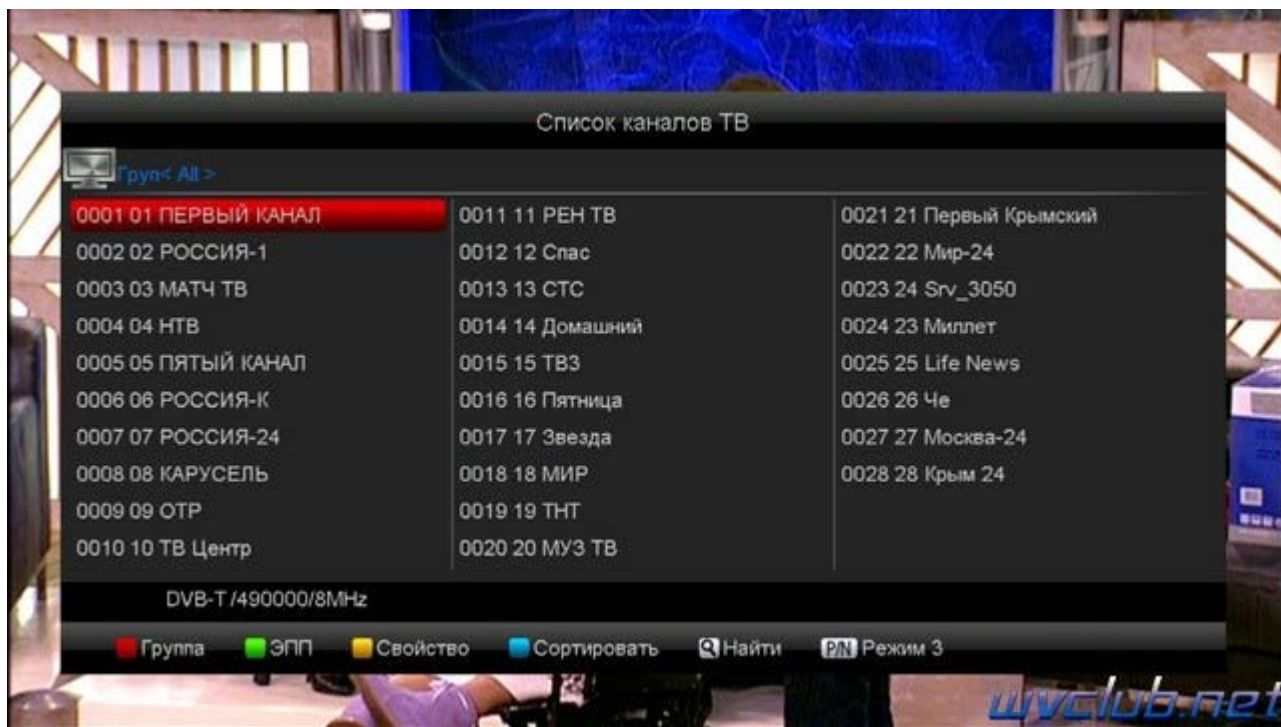 Список каналов ТВ
Груп< All >
0001 01 ПЕРВЫЙ КАНАЛ
0002 02 РОССИЯ-1
0003 03 МАТЧ ТВ
0004 04 НТВ
0005 05 ПЯТЫЙ КАНАЛ
0006 06 РОССИЯ-К
0007 07 РОССИЯ-24
0008 08 КАРУСЕЛЬ
0009 09 ОТР
0010 10 ТВ Центр
0011 11 РЕН ТВ
0012 12 Спас
0013 13 СТС
0014 14 Домашний
0015 15 ТВ3
0016 16 Пятница
0017 17 Звезда
0018 18 МИР
0019 19 ТНТ
0020 20 МУЗ ТВ
0021 21 Первый Крымский
0022 22 Мир-24
0023 24 Srv_3050
0024 23 Миллет
0025 25 Life News
0026 26 Че
0027 27 Москва-24
0028 28 Крым 24
DVB-T /490000/8MHz
Группа ЭПП Свойство Сортировать Найти P/N Режим 3
wvclub.net